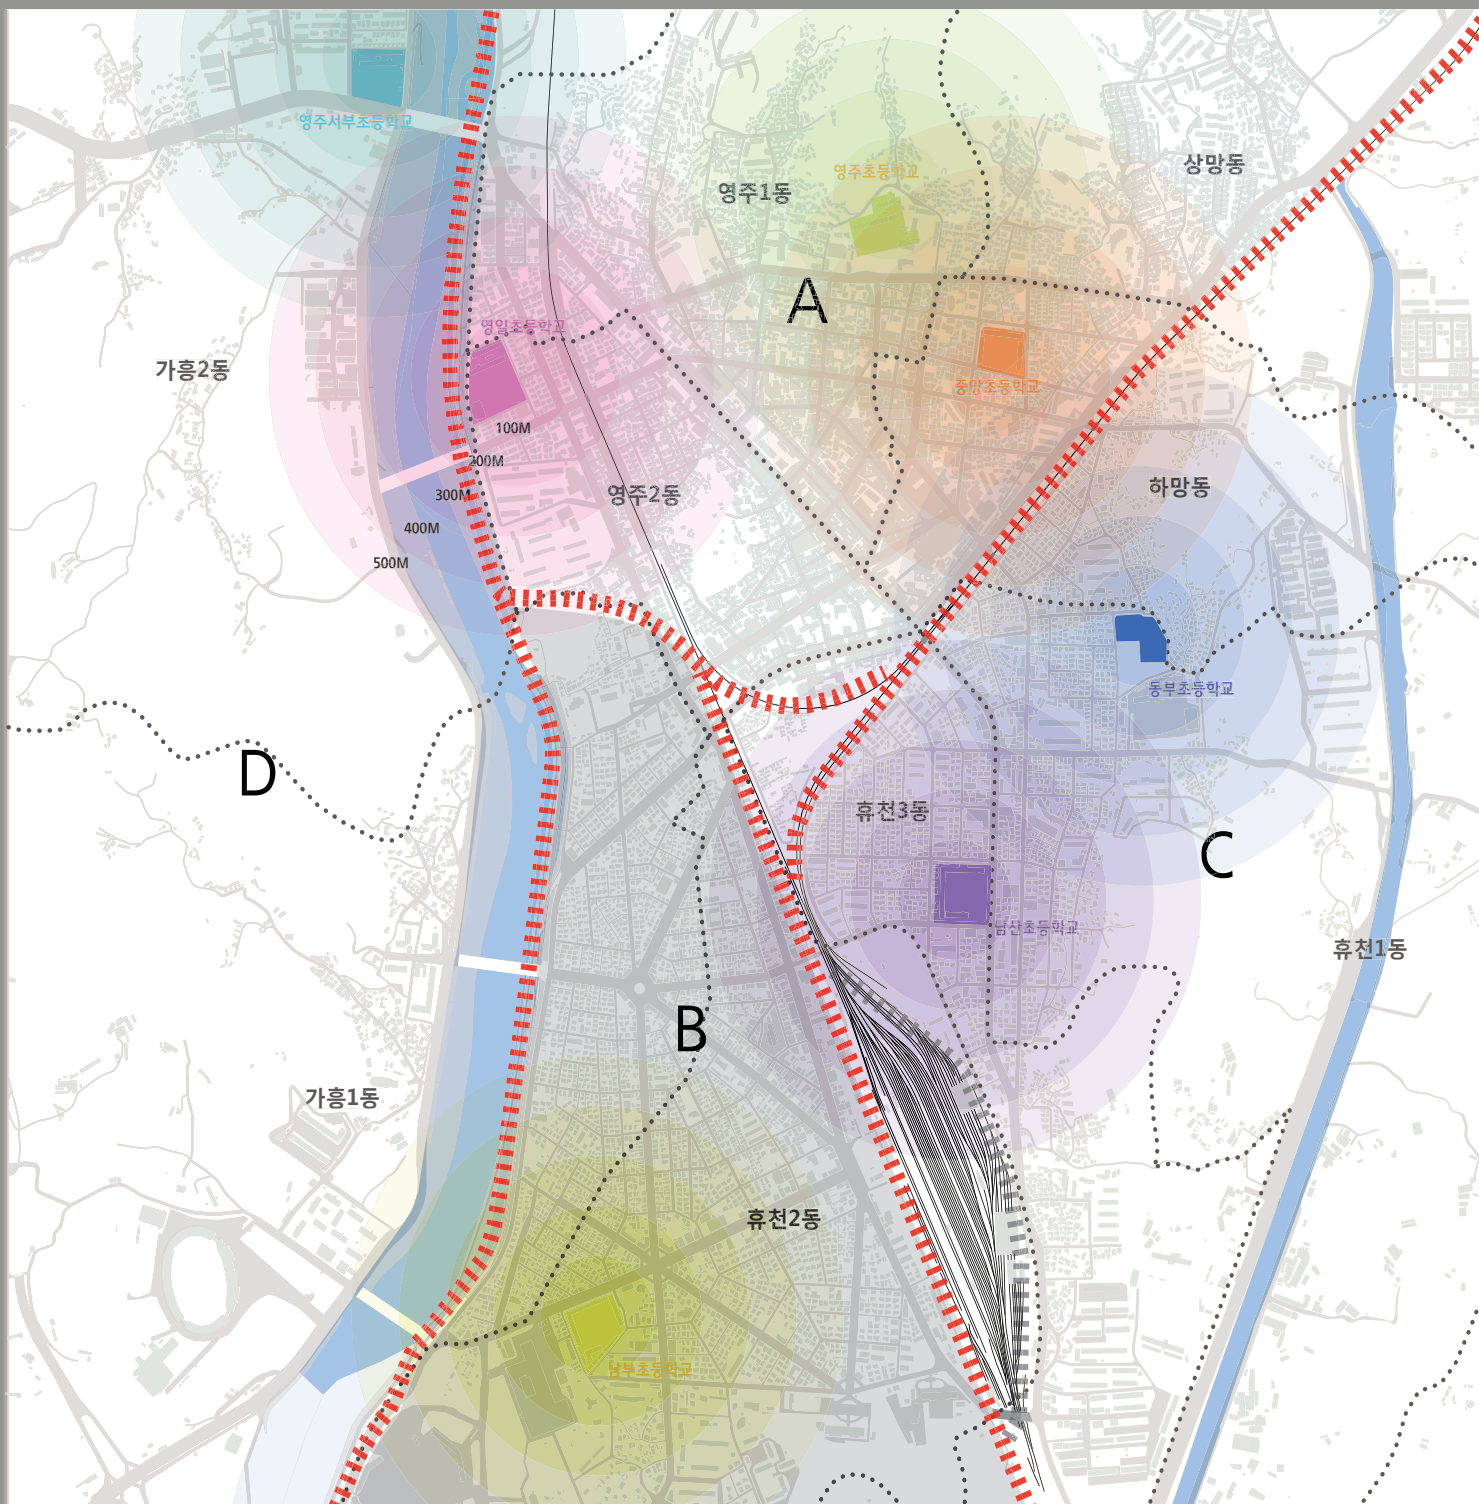 영주서부초등학교
영주초등학교
상망동
영주1동
A
영일초등학교
가흥2동
중앙초등학교
100M
200M
300M
400M
500M
영주2동
하망동
동부초등학교
D
휴천3동
C
남산초등학교
휴천1동
B
가흥1동
휴천2동
남부초등학교